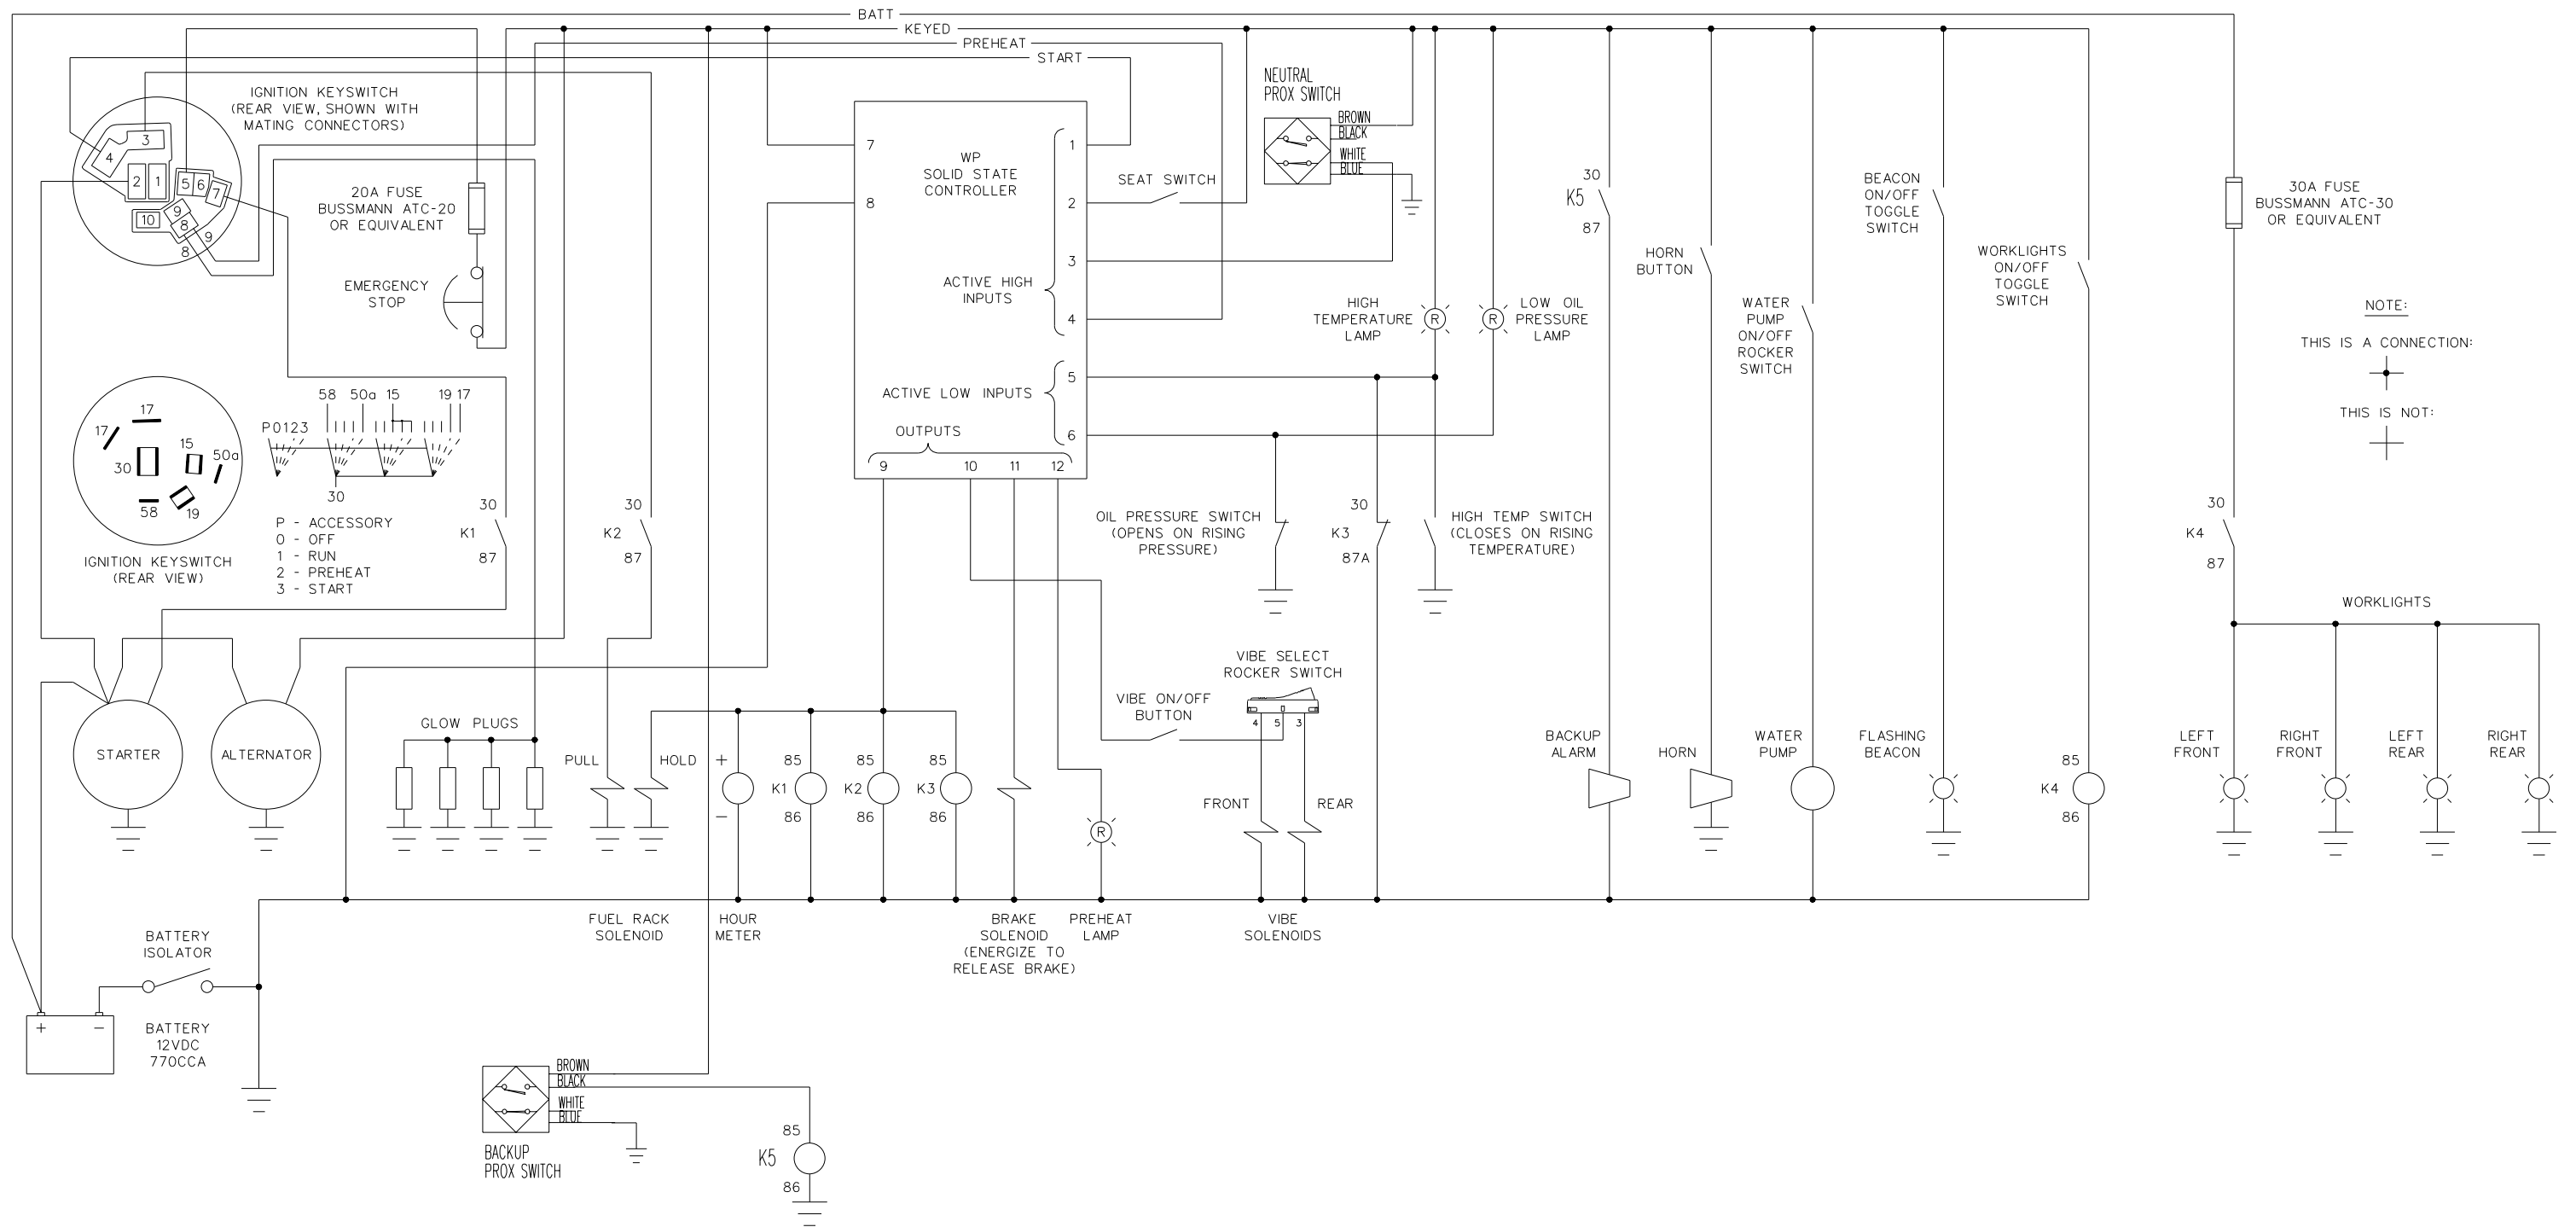 BATT
KEYED
PREHEAT
START
IGNITION KEYSWITCH
(REAR VIEW, SHOWN WITH
MATING CONNECTORS)
3
4
2
1
5
6
7
10
9
8
9
8
20A FUSE
BUSSMANN ATC-20
OR EQUIVALENT
EMERGENCY
STOP
17
17
15
50a
30
58
19
IGNITION KEYSWITCH
(REAR VIEW)
58
50a
15
19
17
P0123
30
P - ACCESSORY
0 - OFF
1 - RUN
2 - PREHEAT
3 - START
30
K1
87
30
K2
87
7
8
WP
SOLID STATE
CONTROLLER
1
2
3
4
ACTIVE HIGH
INPUTS
5
6
ACTIVE LOW INPUTS
OUTPUTS
9
10
11
12
SEAT SWITCH
NEUTRAL
PROX SWITCH
BROWN
BLACK
WHITE
BLUE
HIGH
TEMPERATURE
LAMP
R
R
LOW OIL
PRESSURE
LAMP
OIL PRESSURE SWITCH
(OPENS ON RISING
PRESSURE)
30
K3
87A
HIGH TEMP SWITCH
(CLOSES ON RISING
TEMPERATURE)
30
K5
87
HORN
BUTTON
WATER
PUMP
ON/OFF
ROCKER
SWITCH
BEACON
ON/OFF
TOGGLE
SWITCH
WORKLIGHTS
ON/OFF
TOGGLE
SWITCH
30A FUSE
BUSSMANN ATC-30
OR EQUIVALENT
NOTE:
THIS IS A CONNECTION:
THIS IS NOT:
30
K4
87
WORKLIGHTS
STARTER
ALTERNATOR
GLOW PLUGS
PULL
HOLD
+
-
85
K1
86
85
K2
86
85
K3
86
R
VIBE ON/OFF
BUTTON
VIBE SELECT
ROCKER SWITCH
4
5
3
FRONT
REAR
BACKUP
ALARM
HORN
WATER
PUMP
FLASHING
BEACON
85
K4
86
LEFT
FRONT
RIGHT
FRONT
LEFT
REAR
RIGHT
REAR
FUEL RACK
SOLENOID
HOUR
METER
BRAKE
SOLENOID
(ENERGIZE TO
RELEASE BRAKE)
PREHEAT
LAMP
VIBE
SOLENOIDS
BATTERY
ISOLATOR
+
-
BATTERY
12VDC
770CCA
BROWN
BLACK
WHITE
BLUE
BACKUP
PROX SWITCH
85
K5
86